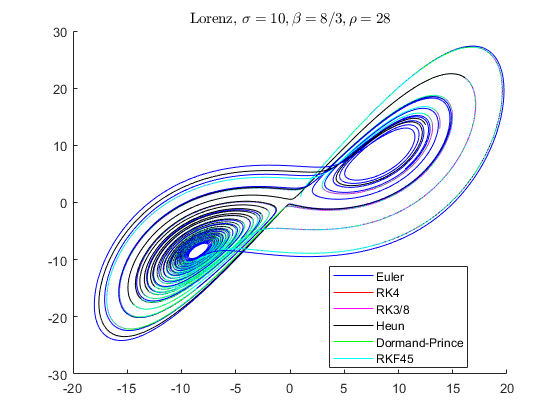 Lorenz, σ = 10, β = 8/3, ρ = 28
30
20
10
0
-10
-20
-30
-20 -15 -10 -5 0 5 10 15 20
Euler
RK4
RK3/8
Heun
Dormand-Prince
RKF45